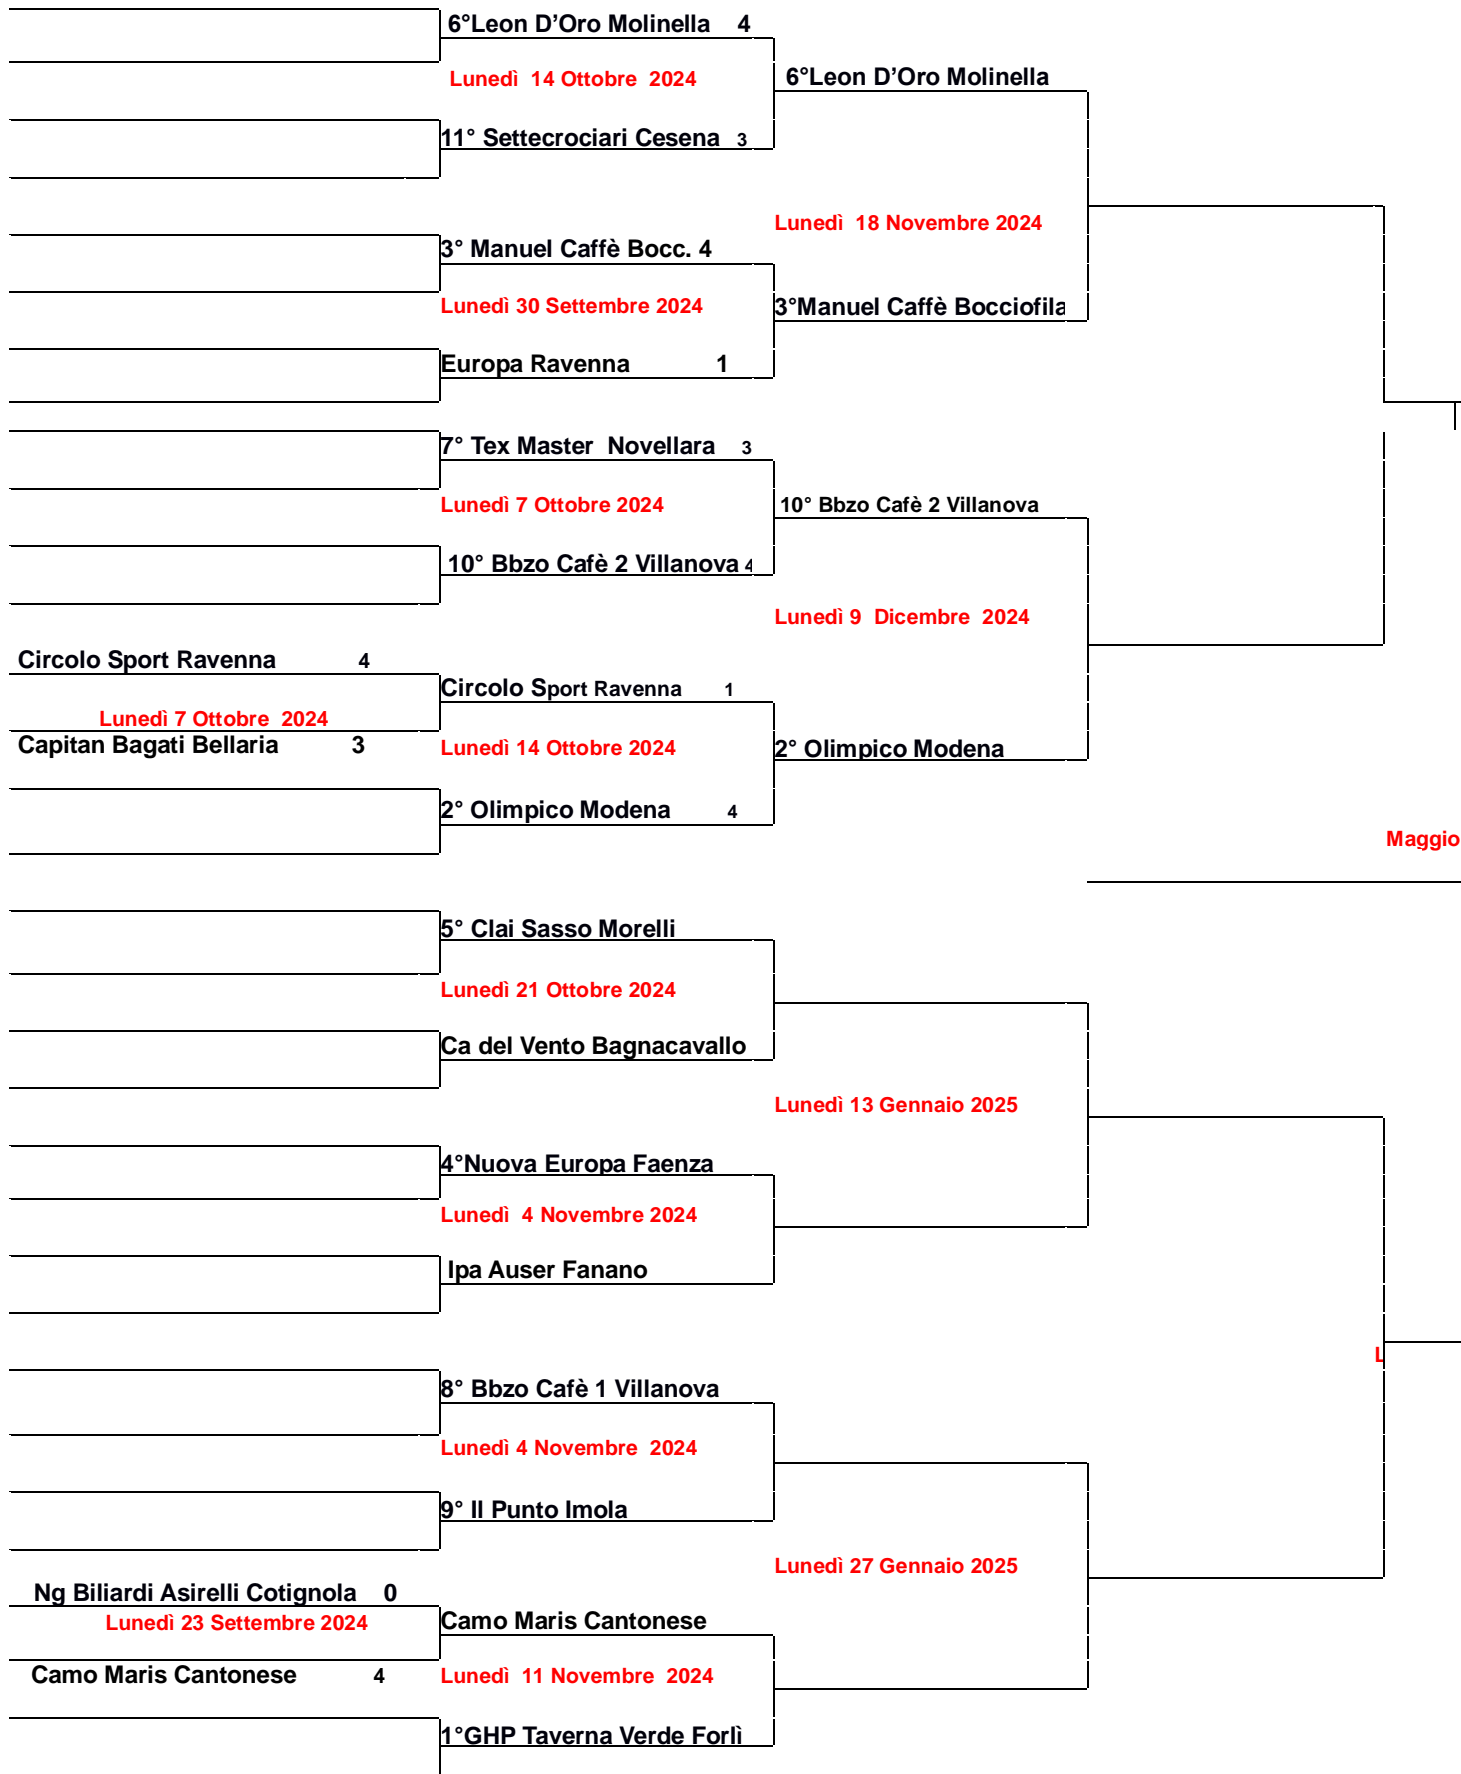 6°Leon D’Oro Molinella 4
Lunedì 14 Ottobre 2024
6°Leon D’Oro Molinella
11° Settecrociari Cesena 3
Lunedì 18 Novembre 2024
3° Manuel Caffè Bocc. 4
Lunedì 30 Settembre 2024
3°Manuel Caffè Bocciofila
Europa Ravenna 1
7° Tex Master Novellara 3
Lunedì 7 Ottobre 2024
10° Bbzo Cafè 2 Villanova
10° Bbzo Cafè 2 Villanova 4
Lunedì 9 Dicembre 2024
Circolo Sport Ravenna 4
Circolo Sport Ravenna 1
Lunedì 7 Ottobre 2024
Capitan Bagati Bellaria 3
Lunedì 14 Ottobre 2024
2° Olimpico Modena
2° Olimpico Modena 4
Maggio
5° Clai Sasso Morelli
Lunedì 21 Ottobre 2024
Ca del Vento Bagnacavallo
Lunedì 13 Gennaio 2025
4°Nuova Europa Faenza
Lunedì 4 Novembre 2024
Ipa Auser Fanano
L
8° Bbzo Cafè 1 Villanova
Lunedì 4 Novembre 2024
9° Il Punto Imola
Lunedì 27 Gennaio 2025
Ng Biliardi Asirelli Cotignola 0
Lunedì 23 Settembre 2024
Camo Maris Cantonese
Camo Maris Cantonese 4
Lunedì 11 Novembre 2024
1°GHP Taverna Verde Forlì